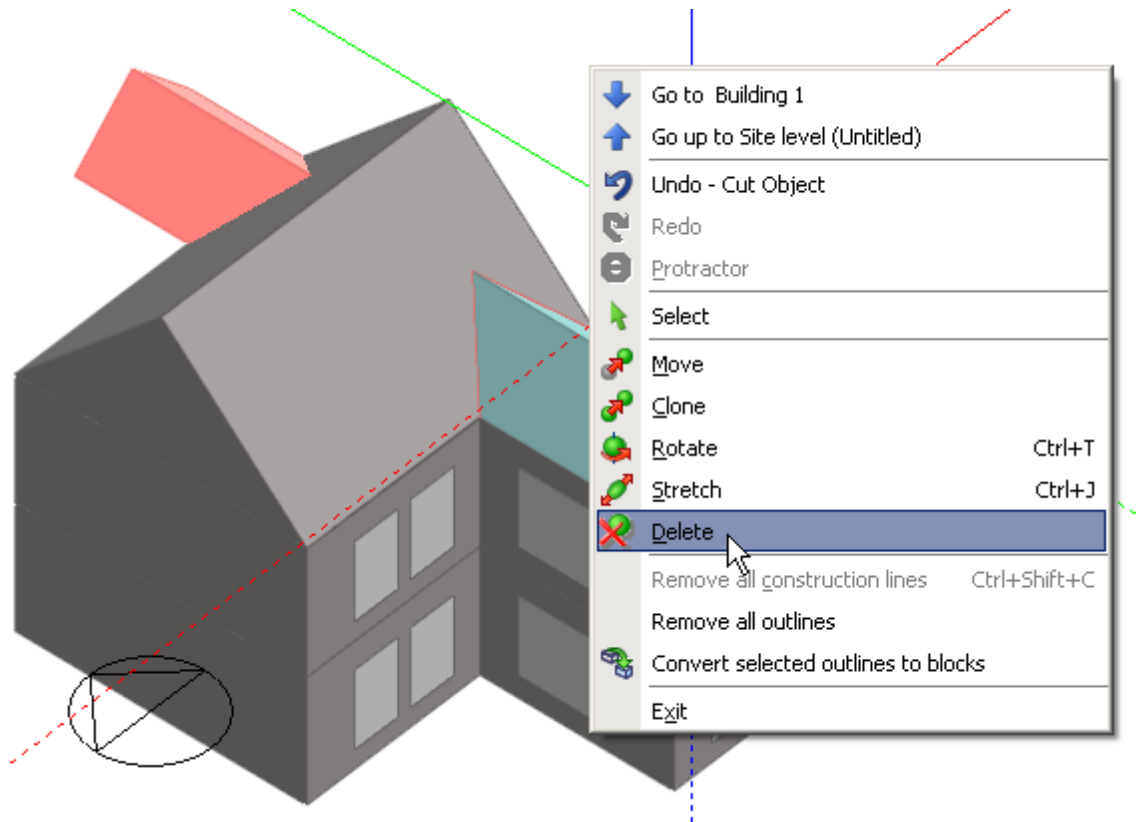 Go to Building 1
Go up to Site level (Untitled)
Undo - Cut Object
Redo
Protractor
Select
Move
Clone
Rotate Ctrl+T
Stretch Ctrl+J
Delete
Remove all construction lines Ctrl+Shift+C
Remove all outlines
Convert selected outlines to blocks
Exit